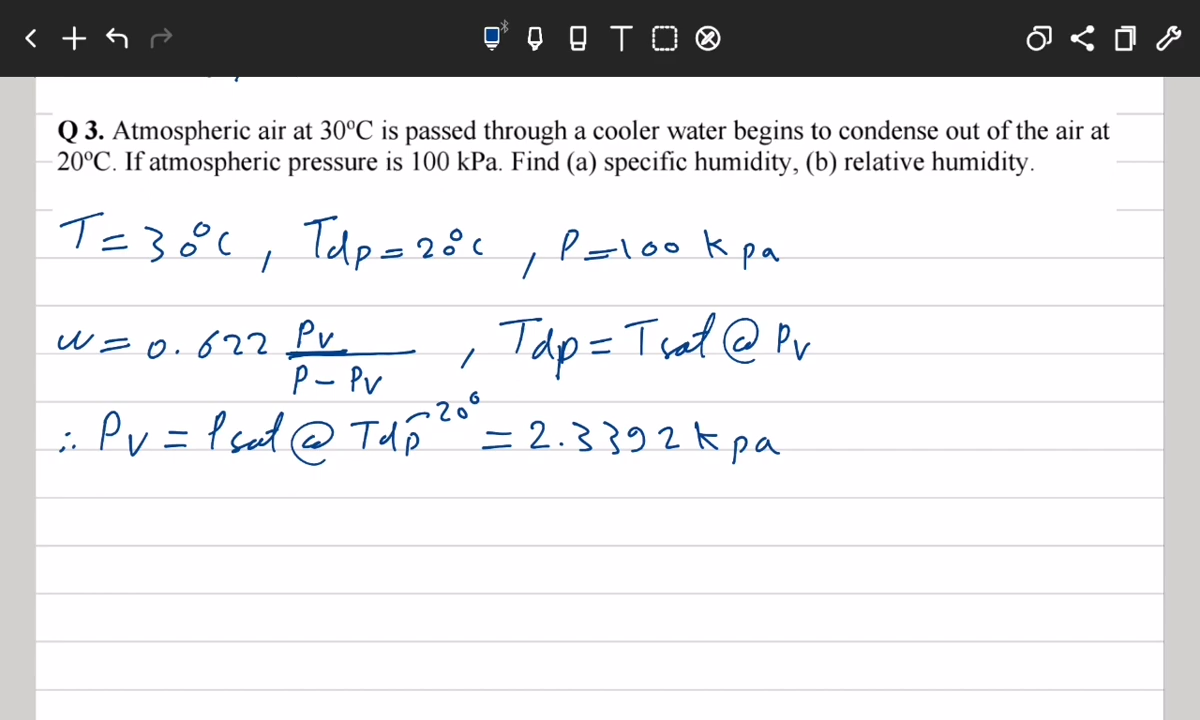 Q 3. Atmospheric air at 30ºC is passed through a cooler water begins to condense out of the air at
20ºC. If atmospheric pressure is 100 kPa. Find (a) specific humidity, (b) relative humidity.
T = 30°C , Tdp = 20°C , P = 100 kpa
w = 0.622 Pv / P - Pv , Tdp = Tsat @ Pv
∴ Pv = Psat @ Tdp 20° = 2.3392 kpa